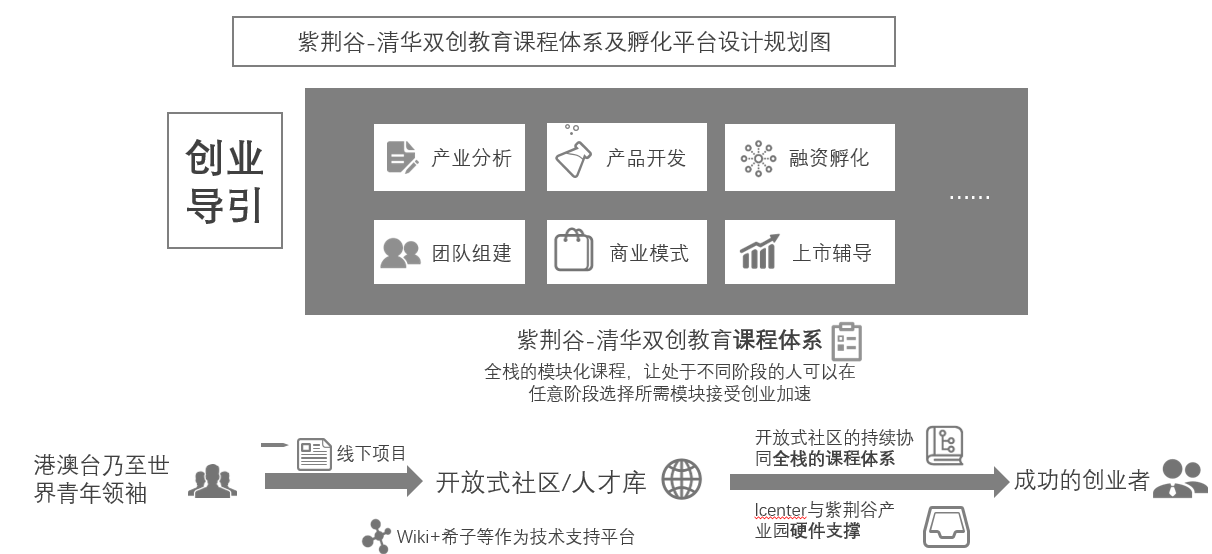 紫荆谷-清华双创教育课程体系及孵化平台设计规划图
创业
导引
产业分析
产品开发
融资孵化
……
团队组建
商业模式
上市辅导
紫荆谷-清华双创教育课程体系
全栈的模块化课程，让处于不同阶段的人可以在
任意阶段选择所需模块接受创业加速
港澳台乃至世
界青年领袖
线下项目
开放式社区/人才库
Wiki+希子等作为技术支持平台
开放式社区的持续协
同全栈的课程体系
Icenter与紫荆谷产
业园硬件支撑
成功的创业者